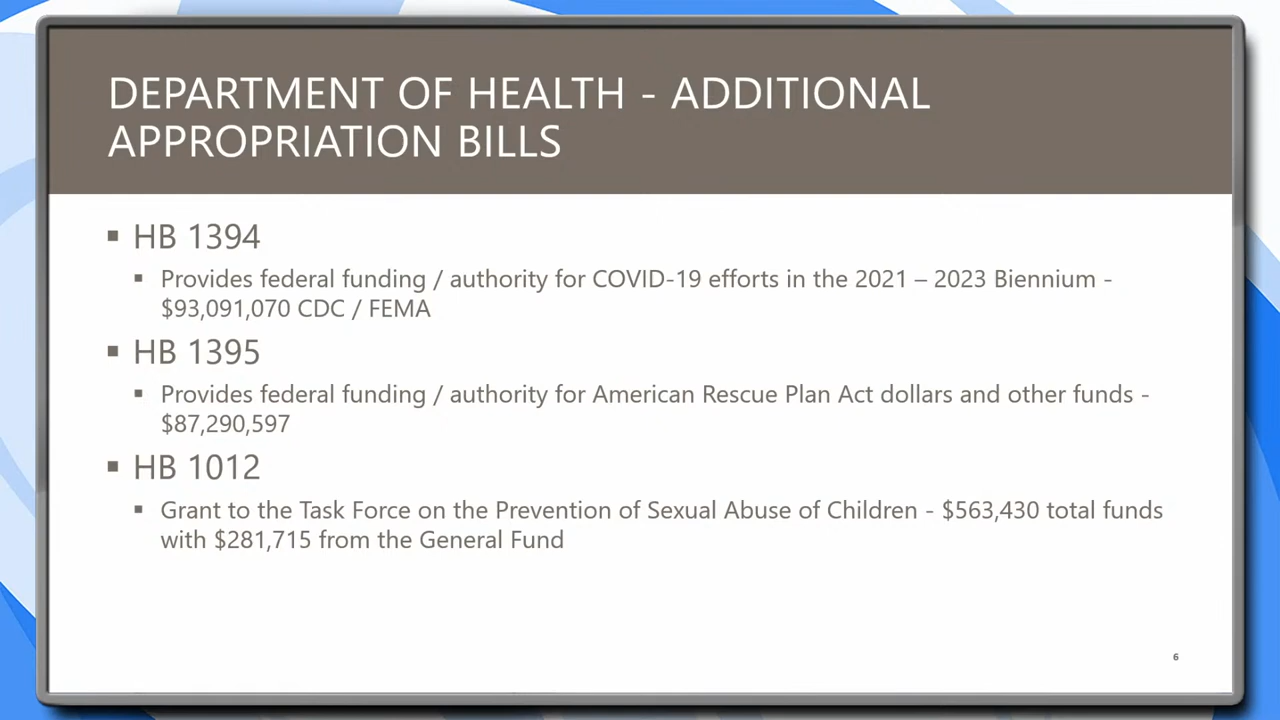 DEPARTMENT OF HEALTH - ADDITIONAL
APPROPRIATION BILLS
▪ HB 1394
▪ Provides federal funding / authority for COVID-19 efforts in the 2021 – 2023 Biennium -
$93,091,070 CDC / FEMA
▪ HB 1395
▪ Provides federal funding / authority for American Rescue Plan Act dollars and other funds -
$87,290,597
▪ HB 1012
▪ Grant to the Task Force on the Prevention of Sexual Abuse of Children - $563,430 total funds
with $281,715 from the General Fund
6